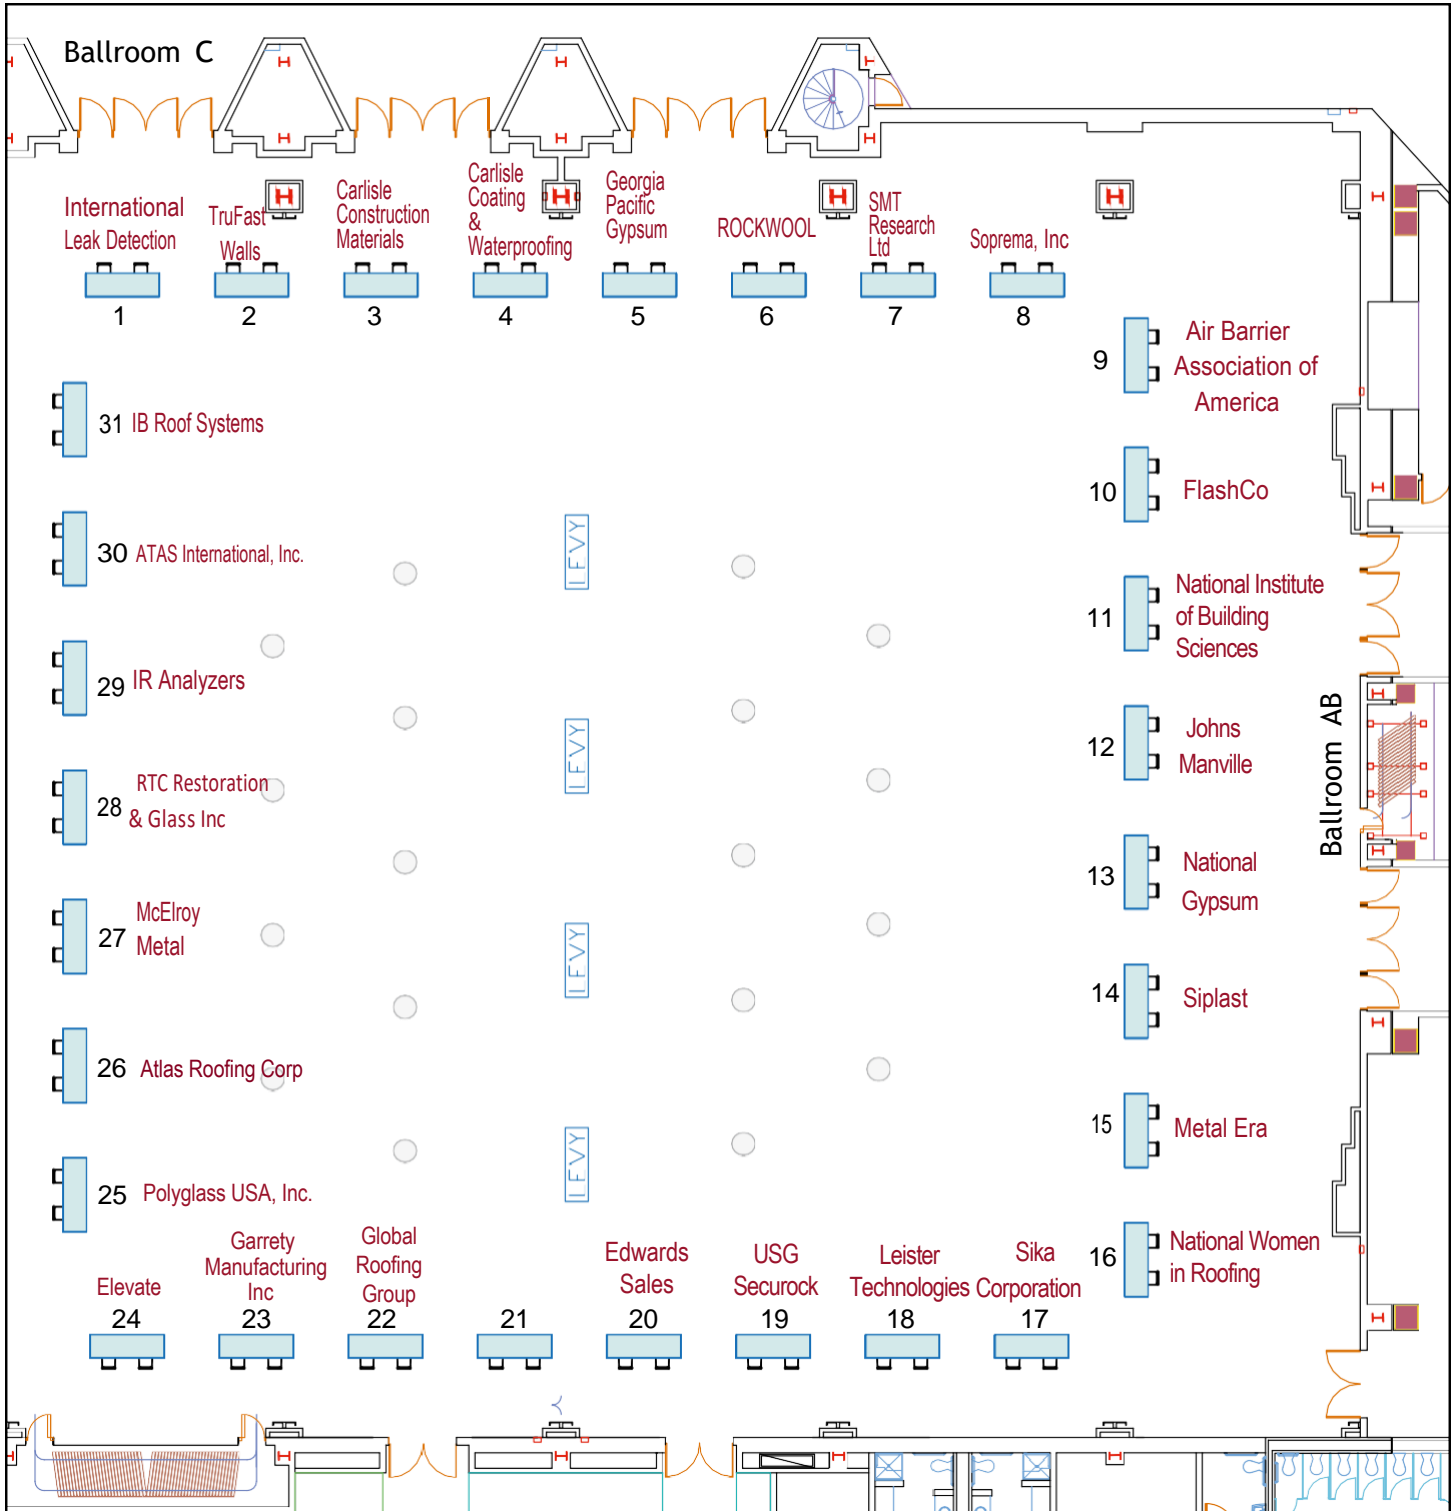 Ballroom C
International
Leak Detection
1
TruFast
Walls
2
Carlisle
Construction
Materials
3
Carlisle
Coating
&
Waterproofing
4
Georgia
Pacific
Gypsum
5
ROCKWOOL
6
SMT
Research
Ltd
7
Soprema, Inc
8
9
Air Barrier
Association of
America
10
FlashCo
11
National Institute
of Building
Sciences
12
Johns
Manville
Ballroom AB
13
National
Gypsum
14
Siplast
15
Metal Era
16
National Women
in Roofing
31 IB Roof Systems
30 ATAS International, Inc.
29 IR Analyzers
28
RTC Restoration
& Glass Inc
27
McElroy
Metal
26 Atlas Roofing Corp
25 Polyglass USA, Inc.
LEVY
LEVY
LEVY
LEVY
Elevate
24
Garrety
Manufacturing
Inc
23
Global
Roofing
Group
22
21
Edwards
Sales
20
USG
Securock
19
Leister
Technologies
18
Sika
Corporation
17